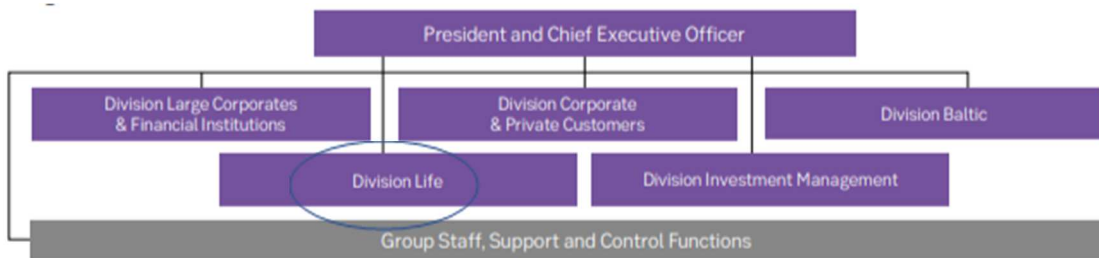 President and Chief Executive Officer
Division Large Corporates
& Financial Institutions
Division Corporate
& Private Customers
Division Baltic
Division Life
Division Investment Management
Group Staff, Support and Control Functions